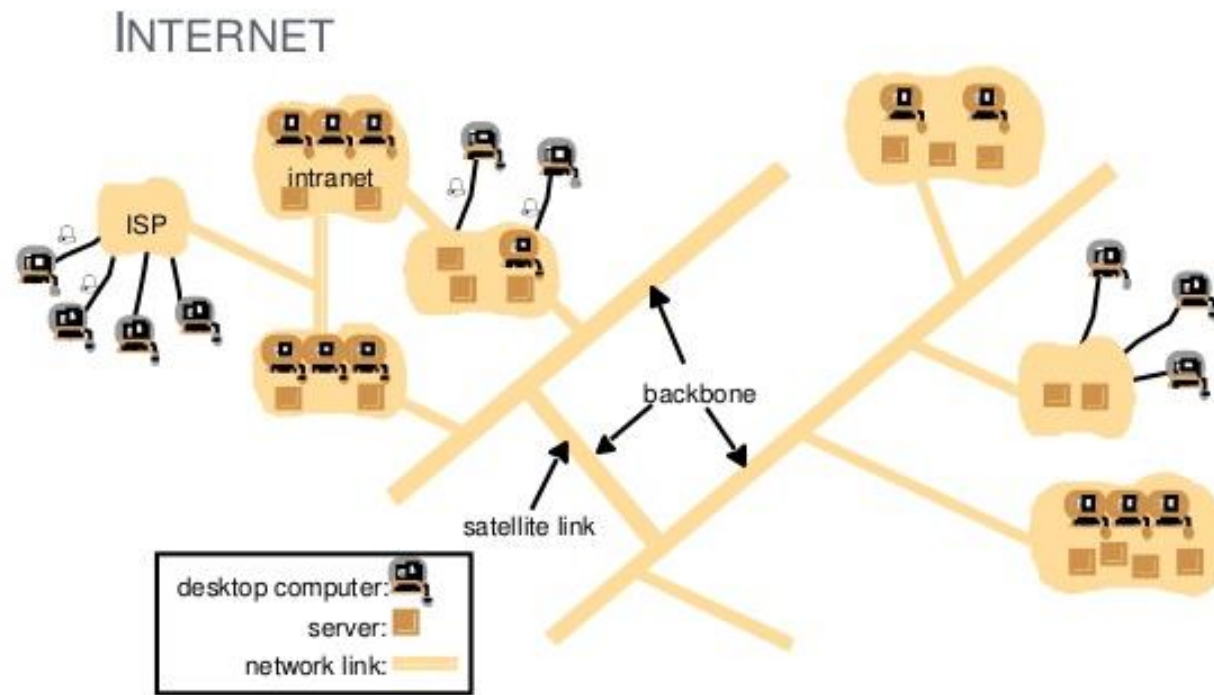 INTERNET
intranet
ISP
backbone
satellite link
desktop computer:
server:
network link: